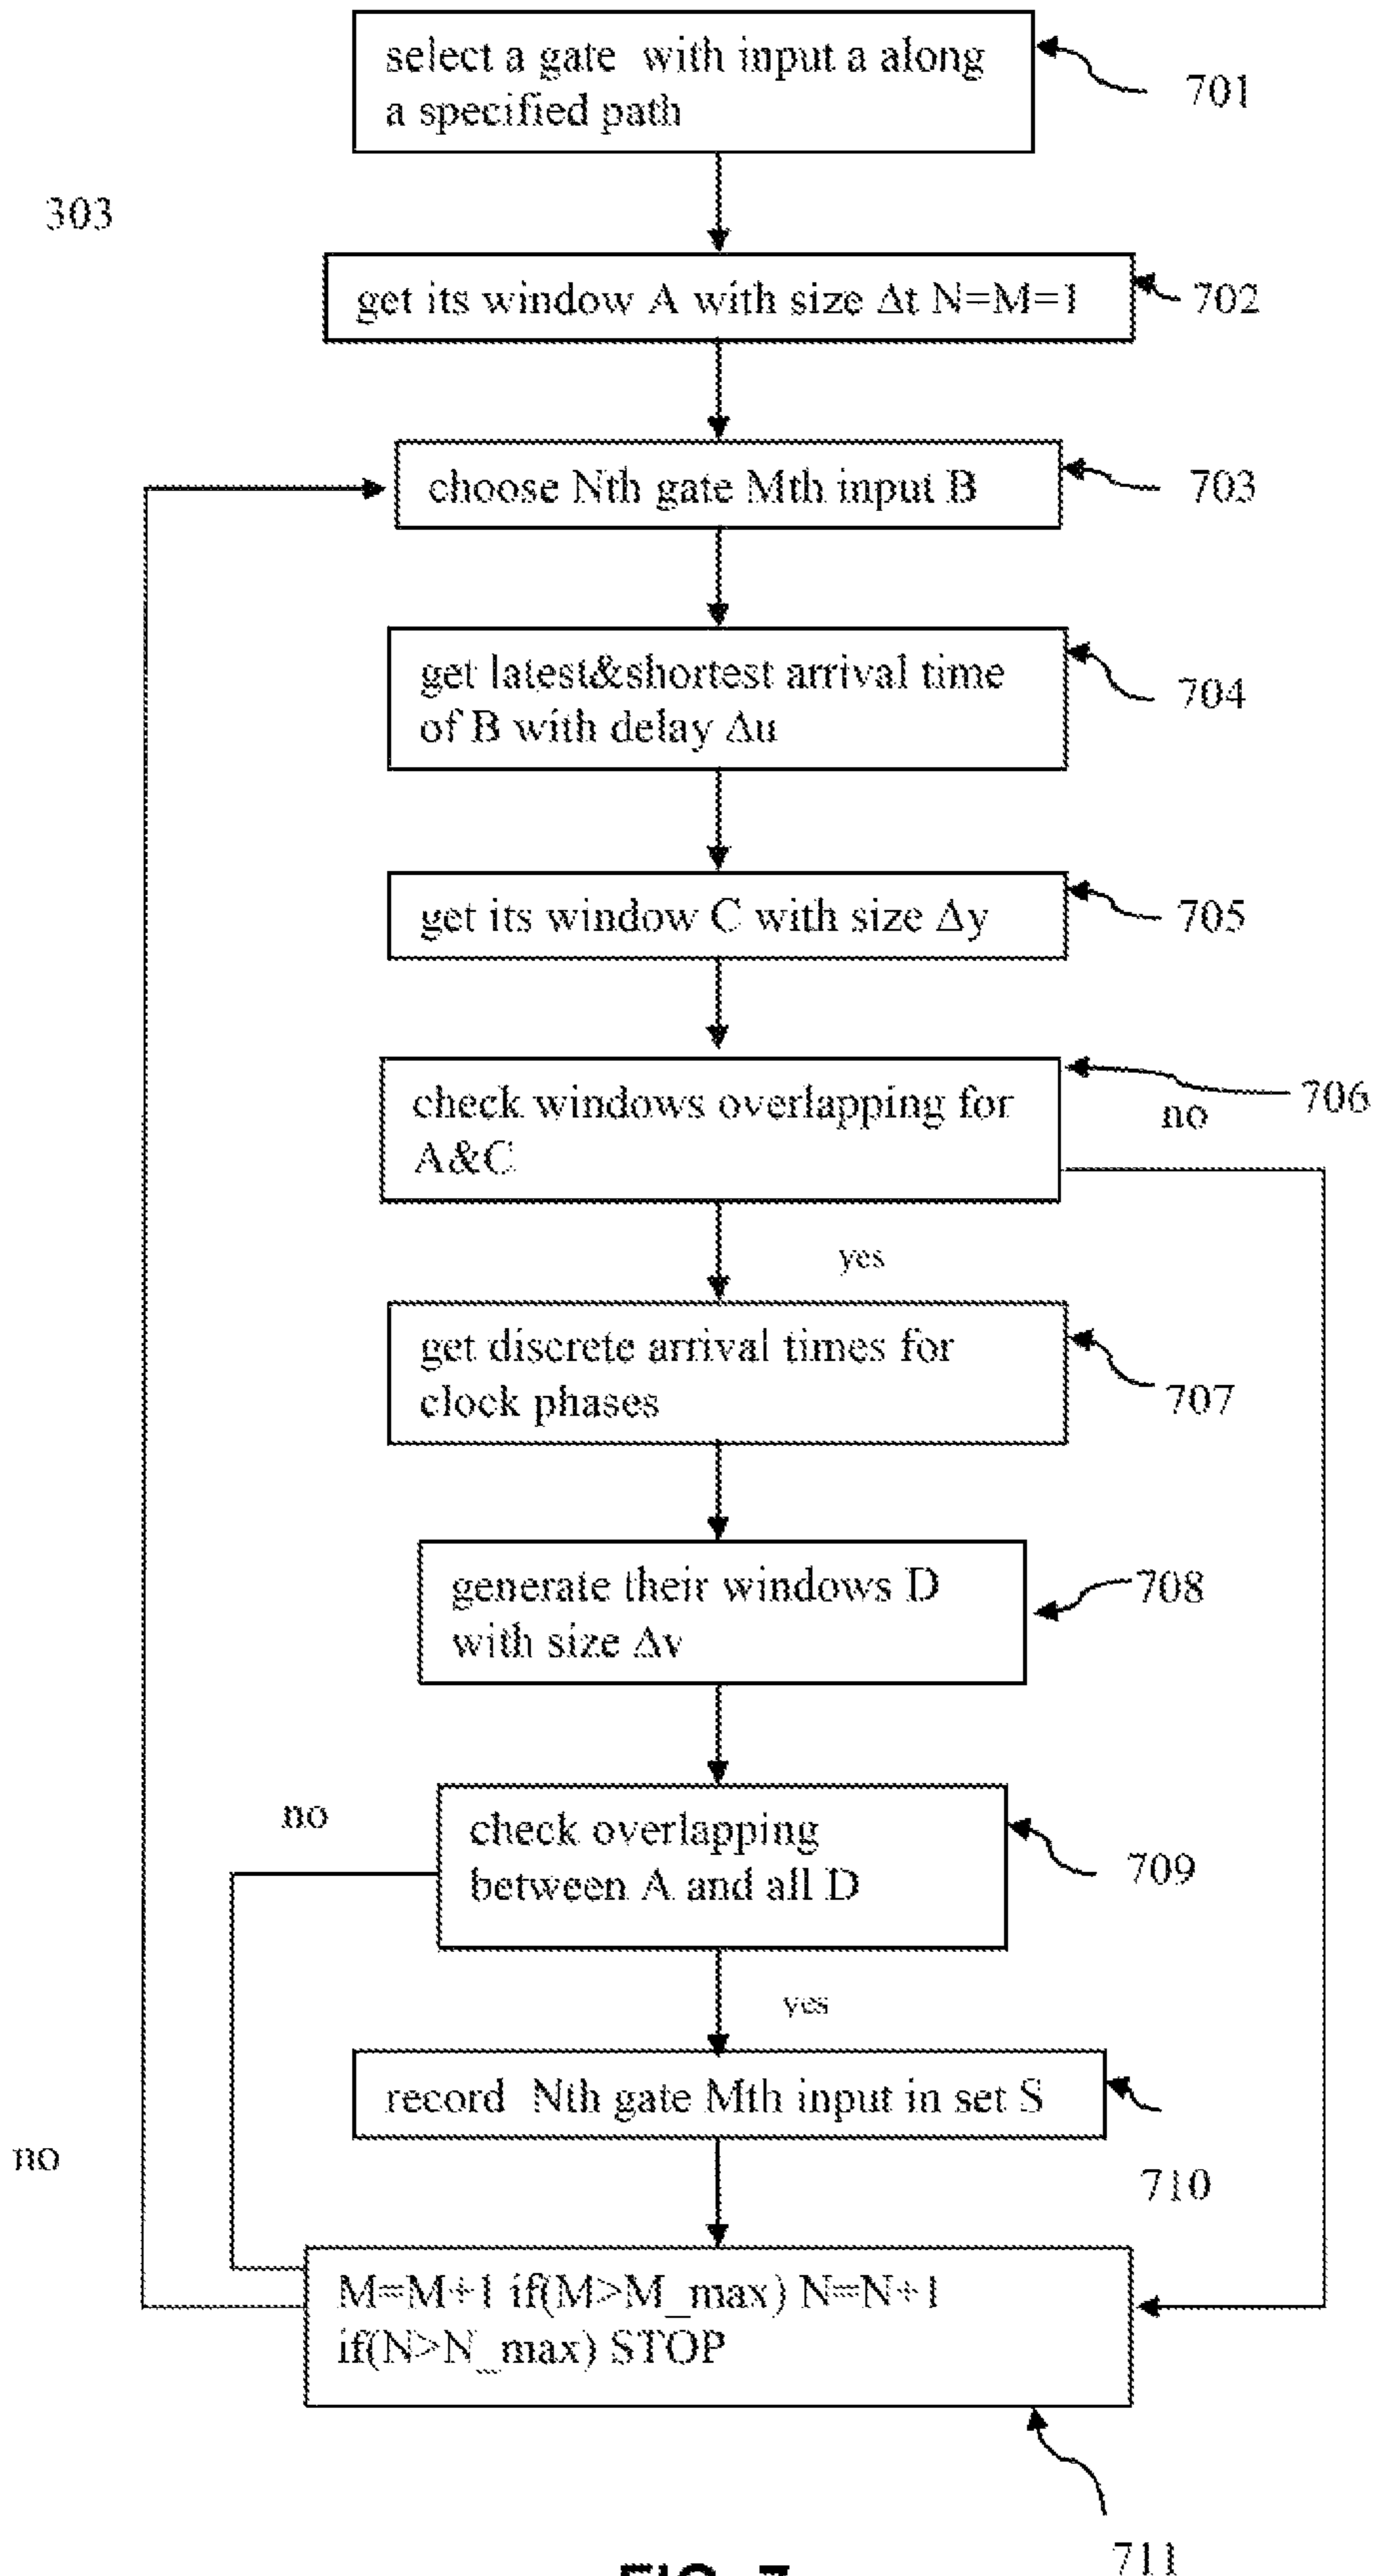 select a gate with input a along
a specified path
701
303
get its window A with size Δt N=M=1
702
choose Nth gate Mth input B
703
get latest&shortest arrival time
of B with delay Δu
704
get its window C with size Δy
705
check windows overlapping for
A&C
706
no
yes
get discrete arrival times for
clock phases
707
generate their windows D
with size Δv
708
no
check overlapping
between A and all D
709
yes
record Nth gate Mth input in set S
710
no
M=M+1 if(M>M_max) N=N+1
if(N>N_max) STOP
711